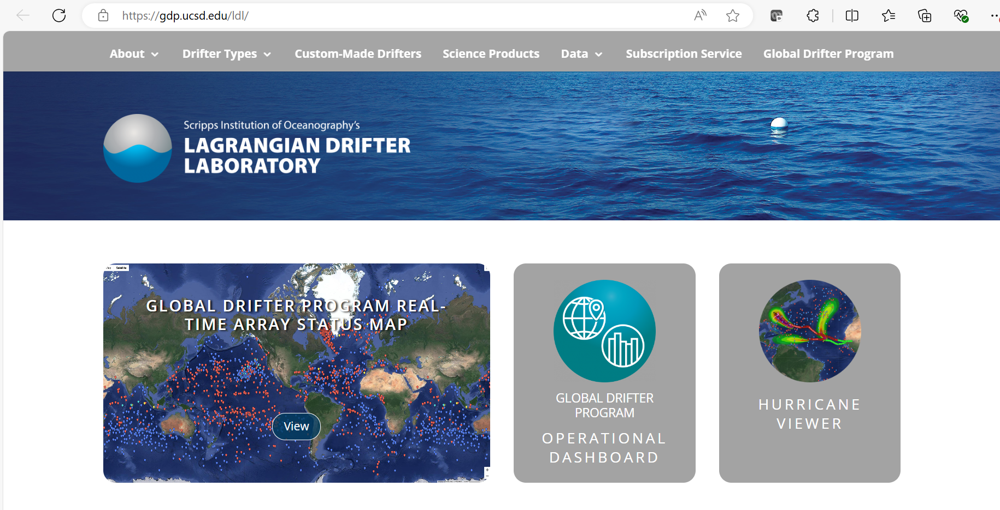 https://gdp.ucsd.edu/ldl/
About Drifter Types Custom-Made Drifters Science Products Data Subscription Service Global Drifter Program
Scripps Institution of Oceanography's
LAGRANGIAN DRIFTER
LABORATORY
Satellite
GLOBAL DRIFTER PROGRAM REAL-
TIME ARRAY STATUS MAP
View
GLOBAL DRIFTER
PROGRAM
OPERATIONAL
DASHBOARD
HURRICANE
VIEWER